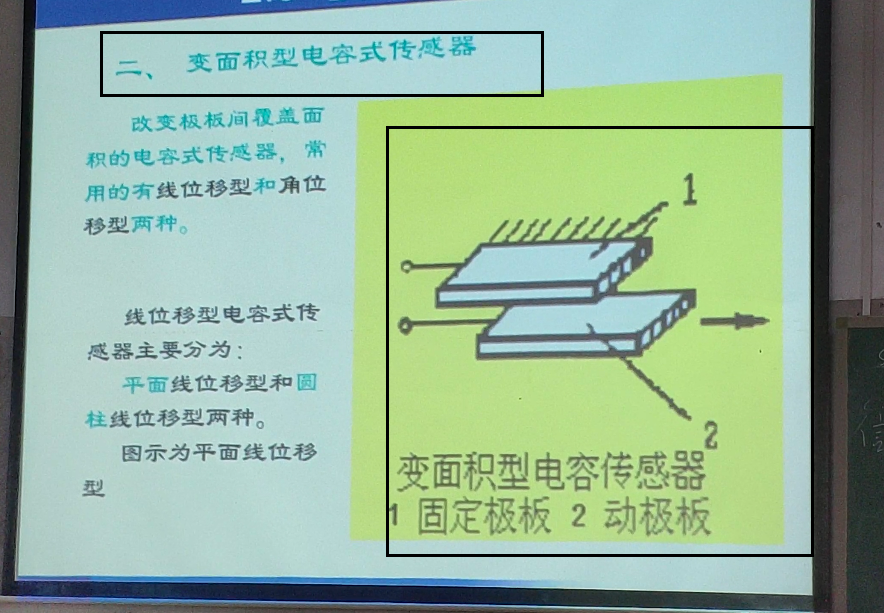 二、 变面积型电容式传感器
改变极板间覆盖面
积的电容式传感器，常
用的有线位移型和角位
移型两种。
线位移型电容式传
感器主要分为：
平面线位移型和圆
柱线位移型两种。
图示为平面线位移
型
1
2
变面积型电容传感器
1 固定极板 2 动极板